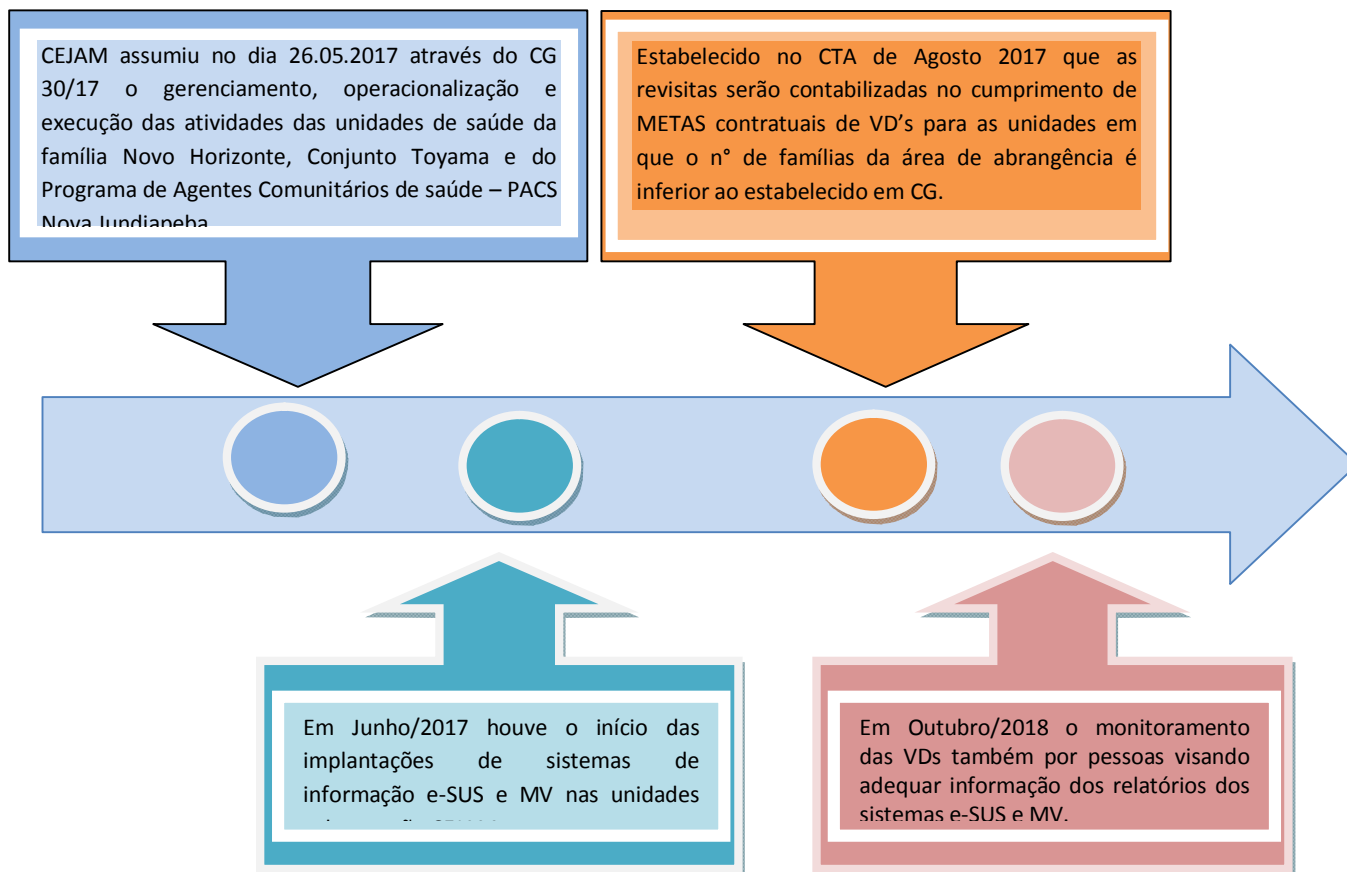 CEJAM assumiu no dia 26.05.2017 através do CG
30/17 o gerenciamento, operacionalização e
execução das atividades das unidades de saúde da
família Novo Horizonte, Conjunto Toyama e do
Programa de Agentes Comunitários de saúde – PACS
Nova Jundiapeba
Estabelecido no CTA de Agosto 2017 que as
revisitas serão contabilizadas no cumprimento de
METAS contratuais de VD’s para as unidades em
que o n° de famílias da área de abrangência é
inferior ao estabelecido em CG.
Em Junho/2017 houve o início das
implantações de sistemas de
informação e-SUS e MV nas unidades
Em Outubro/2018 o monitoramento
das VDs também por pessoas visando
adequar informação dos relatórios dos
sistemas e-SUS e MV.